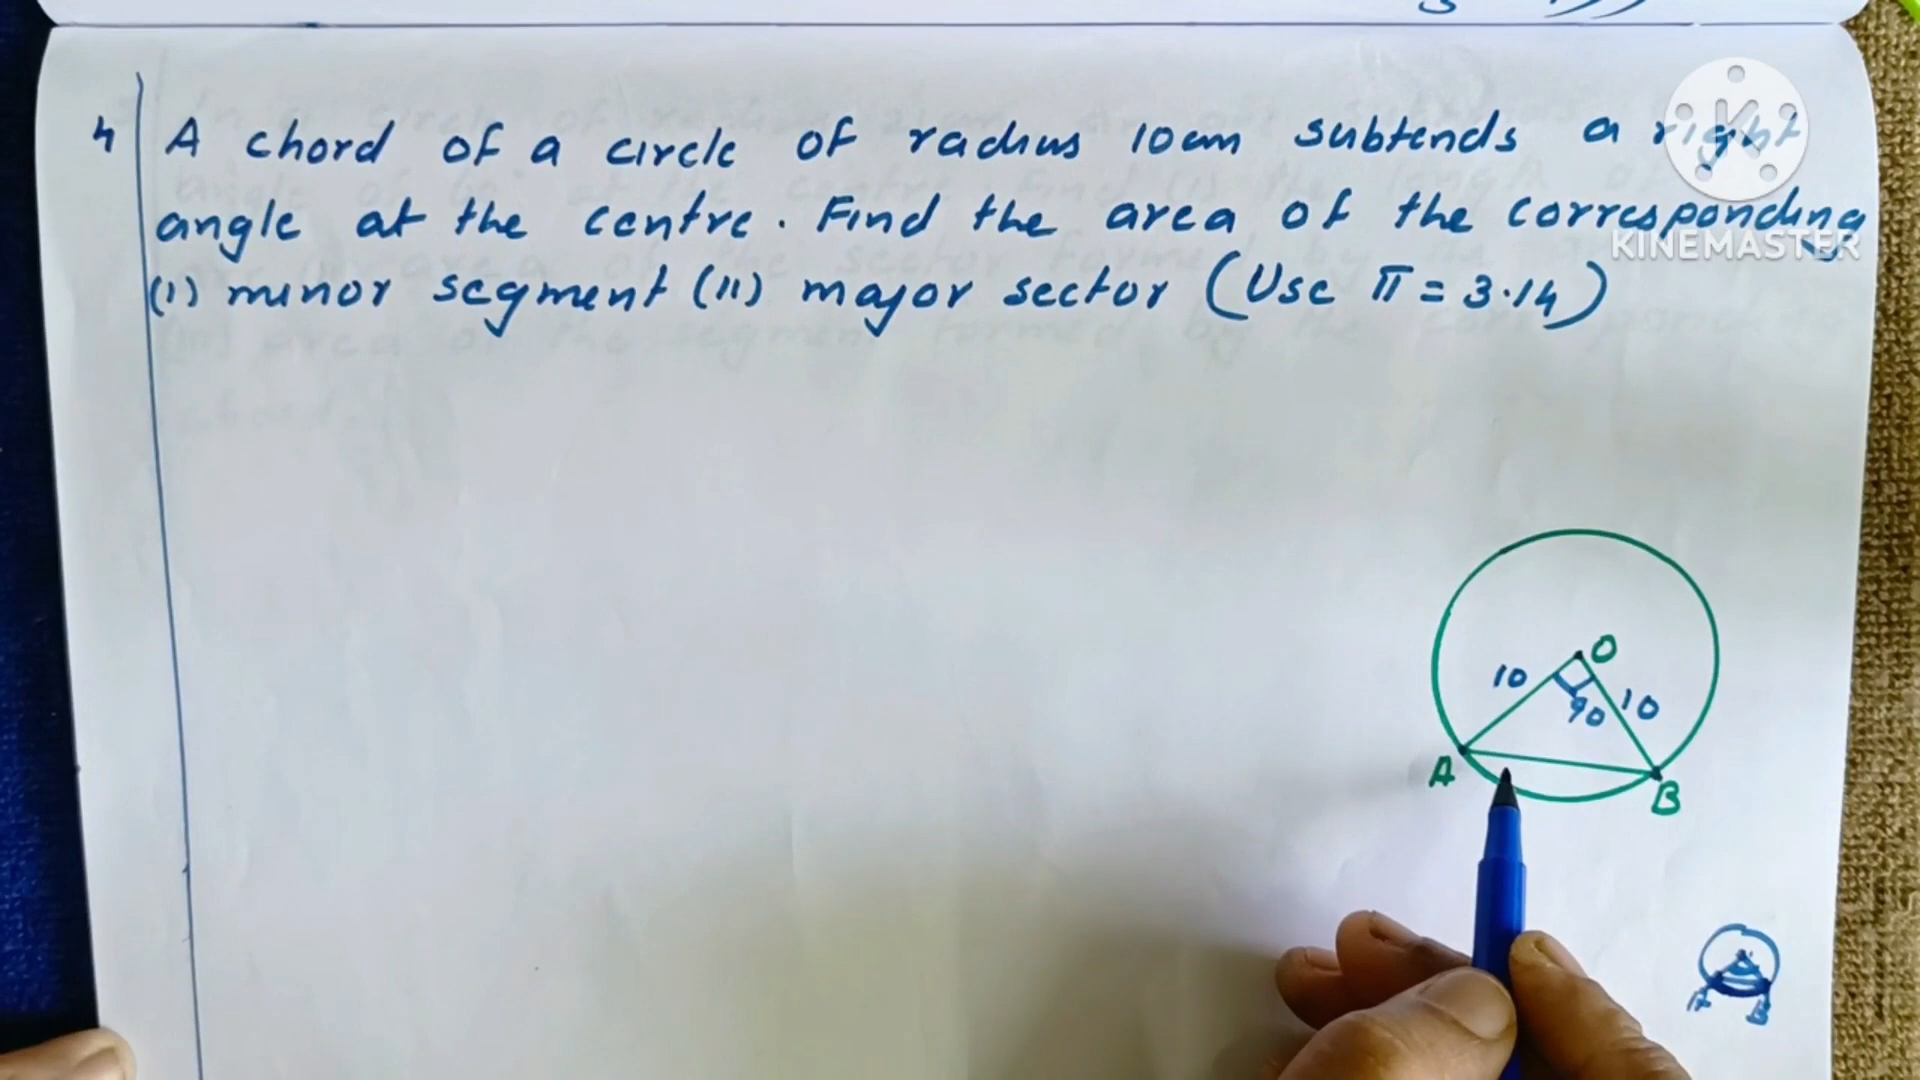 4 A chord of a circle of radius 10cm subtends a right
angle at the centre. Find the area of the corresponding
(i) minor segment (ii) major sector (Use π = 3.14)
KINEMASTER
O
10
90
10
A
B
A B